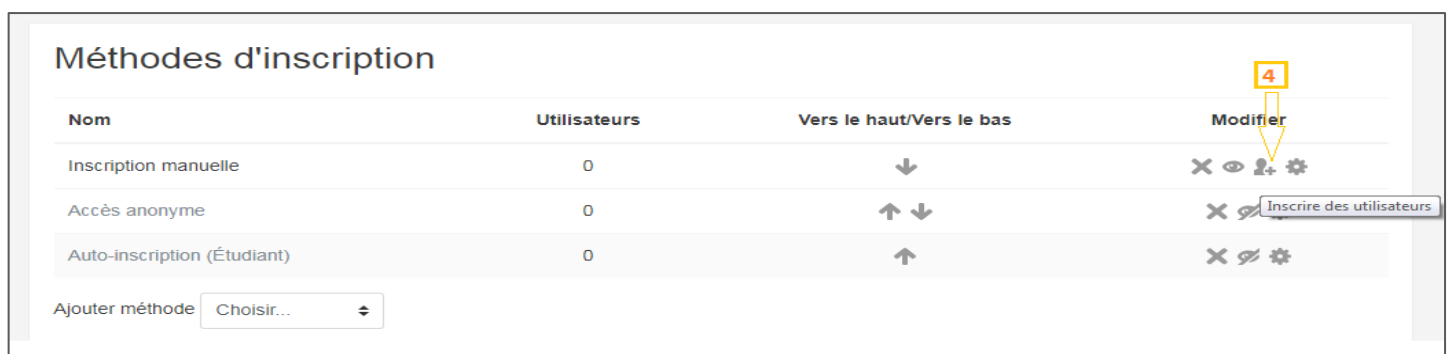 Méthodes d'inscription
4
Nom Utilisateurs Vers le haut/Vers le bas Modifier
Inscription manuelle 0
Accès anonyme 0 Inscrire des utilisateurs
Auto-inscription (Étudiant) 0
Ajouter méthode Choisir...